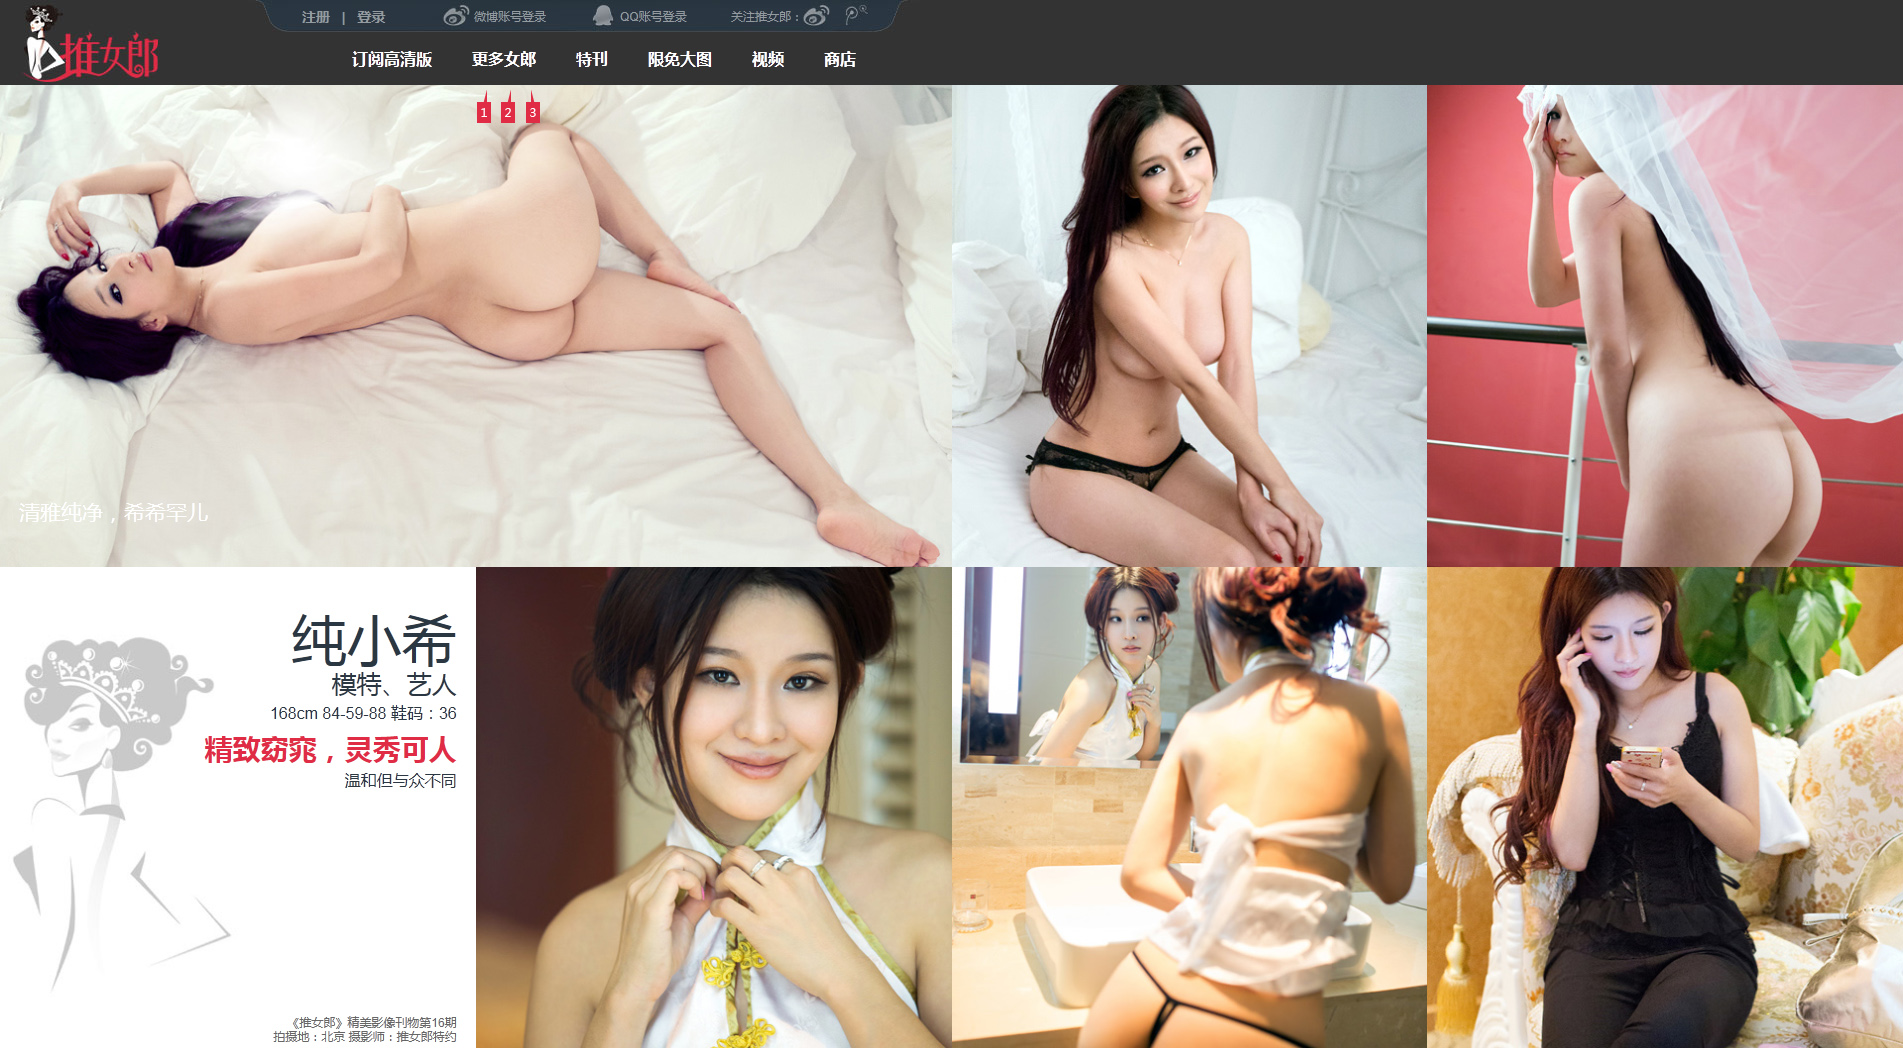 注册 | 登录 微博账号登录 QQ账号登录 关注推女郎：
推女郎
订阅高清版 更多女郎 特刊 限免大图 视频 商店
1 2 3
清雅纯净，希希罕儿
纯小希
模特、艺人
168cm 84-59-88 鞋码：36
精致窈窕，灵秀可人
温和但与众不同
《推女郎》精美影像刊物第16期
拍摄地：北京 摄影师：推女郎特约